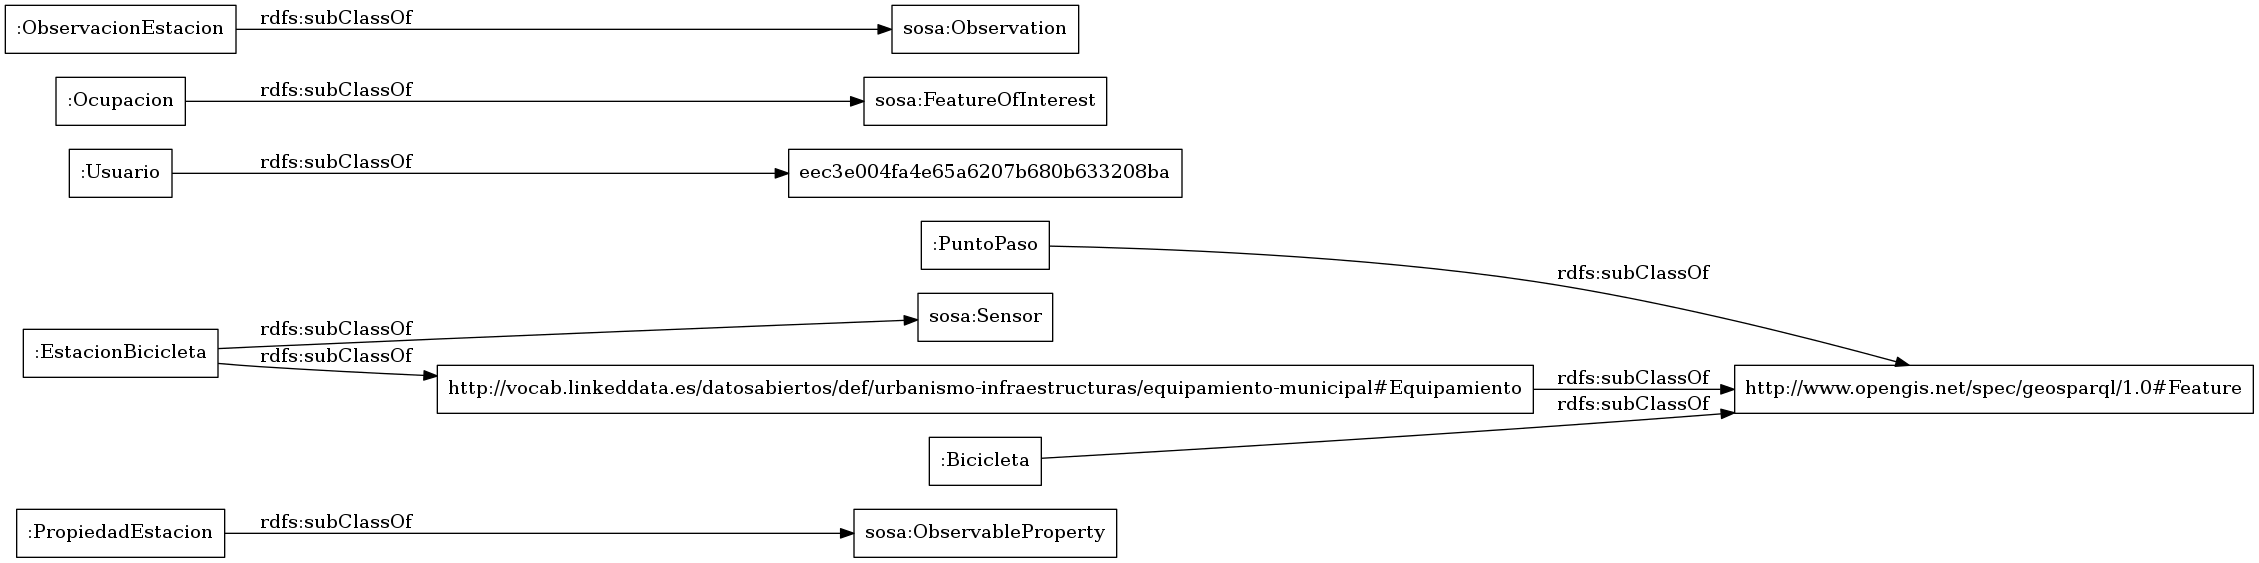 :ObservacionEstacion
rdfs:subClassOf
sosa:Observation
:Ocupacion
rdfs:subClassOf
sosa:FeatureOfInterest
:Usuario
rdfs:subClassOf
eec3e004fa4e65a6207b680b633208ba
:PuntoPaso
rdfs:subClassOf
:EstacionBicicleta
rdfs:subClassOf
sosa:Sensor
rdfs:subClassOf
http://vocab.linkeddata.es/datosabiertos/def/urbanismo-infraestructuras/equipamiento-municipal#Equipamiento
rdfs:subClassOf
http://www.opengis.net/spec/geosparql/1.0#Feature
:Bicicleta
rdfs:subClassOf
:PropiedadEstacion
rdfs:subClassOf
sosa:ObservableProperty